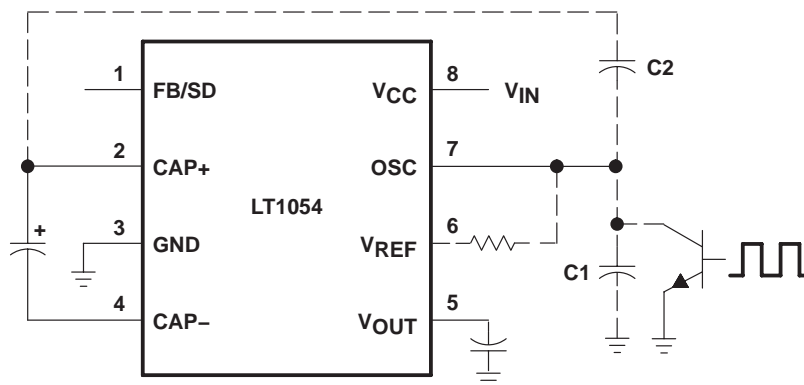 C2
1
FB/SD
VCC
8
VIN
2
CAP+
OSC
7
LT1054
+
3
GND
VREF
6
C1
4
CAP−
VOUT
5